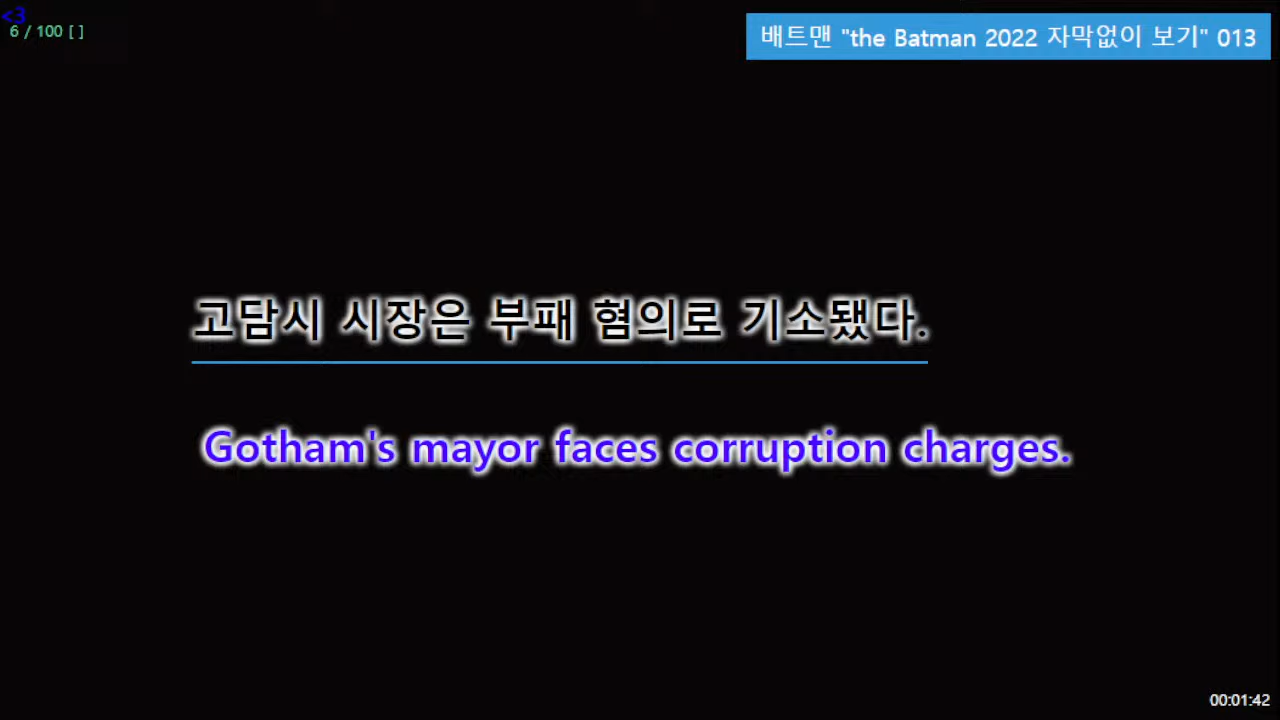 <3
6 / 100 [ ]
배트맨 "the Batman 2022 자막없이 보기" 013
고담시 시장은 부패 혐의로 기소됐다.
Gotham's mayor faces corruption charges.
00:01:42